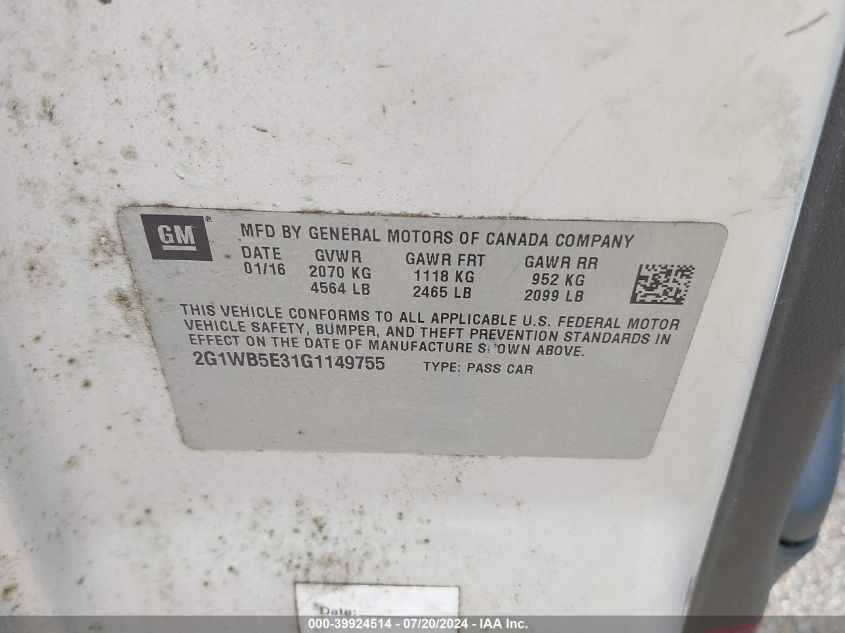 GM ®
MFD BY GENERAL MOTORS OF CANADA COMPANY
DATE GVWR GAWR FRT GAWR RR
01/16 2070 KG 1118 KG 952 KG
4564 LB 2465 LB 2099 LB
THIS VEHICLE CONFORMS TO ALL APPLICABLE U.S. FEDERAL MOTOR
VEHICLE SAFETY, BUMPER, AND THEFT PREVENTION STANDARDS IN
EFFECT ON THE DATE OF MANUFACTURE SHOWN ABOVE.
2G1WB5E31G1149755 TYPE: PASS CAR
Date:
000-39924514 / 07/20/2024 / IAA, Inc.